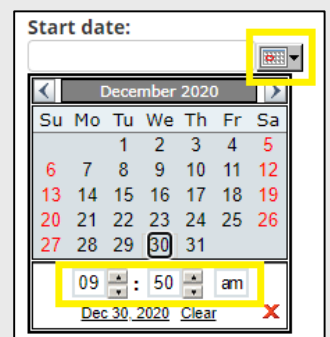 Start date:
December 2020
Su Mo Tu We Th Fr Sa
1 2 3 4 5
6 7 8 9 10 11 12
13 14 15 16 17 18 19
20 21 22 23 24 25 26
27 28 29 30 31
09 : 50 am
Dec 30, 2020 Clear